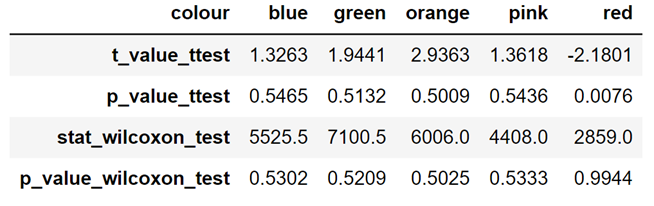 colour blue green orange pink red
t_value_ttest 1.3263 1.9441 2.9363 1.3618 -2.1801
p_value_ttest 0.5465 0.5132 0.5009 0.5436 0.0076
stat_wilcoxon_test 5525.5 7100.5 6006.0 4408.0 2859.0
p_value_wilcoxon_test 0.5302 0.5209 0.5025 0.5333 0.9944